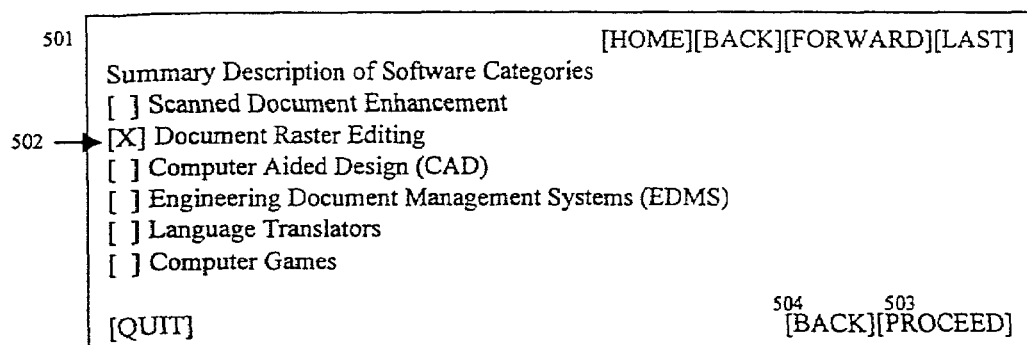 501
[HOME][BACK][FORWARD][LAST]
Summary Description of Software Categories
[ ] Scanned Document Enhancement
502 [X] Document Raster Editing
[ ] Computer Aided Design (CAD)
[ ] Engineering Document Management Systems (EDMS)
[ ] Language Translators
[ ] Computer Games
504 503
[QUIT] [BACK][PROCEED]